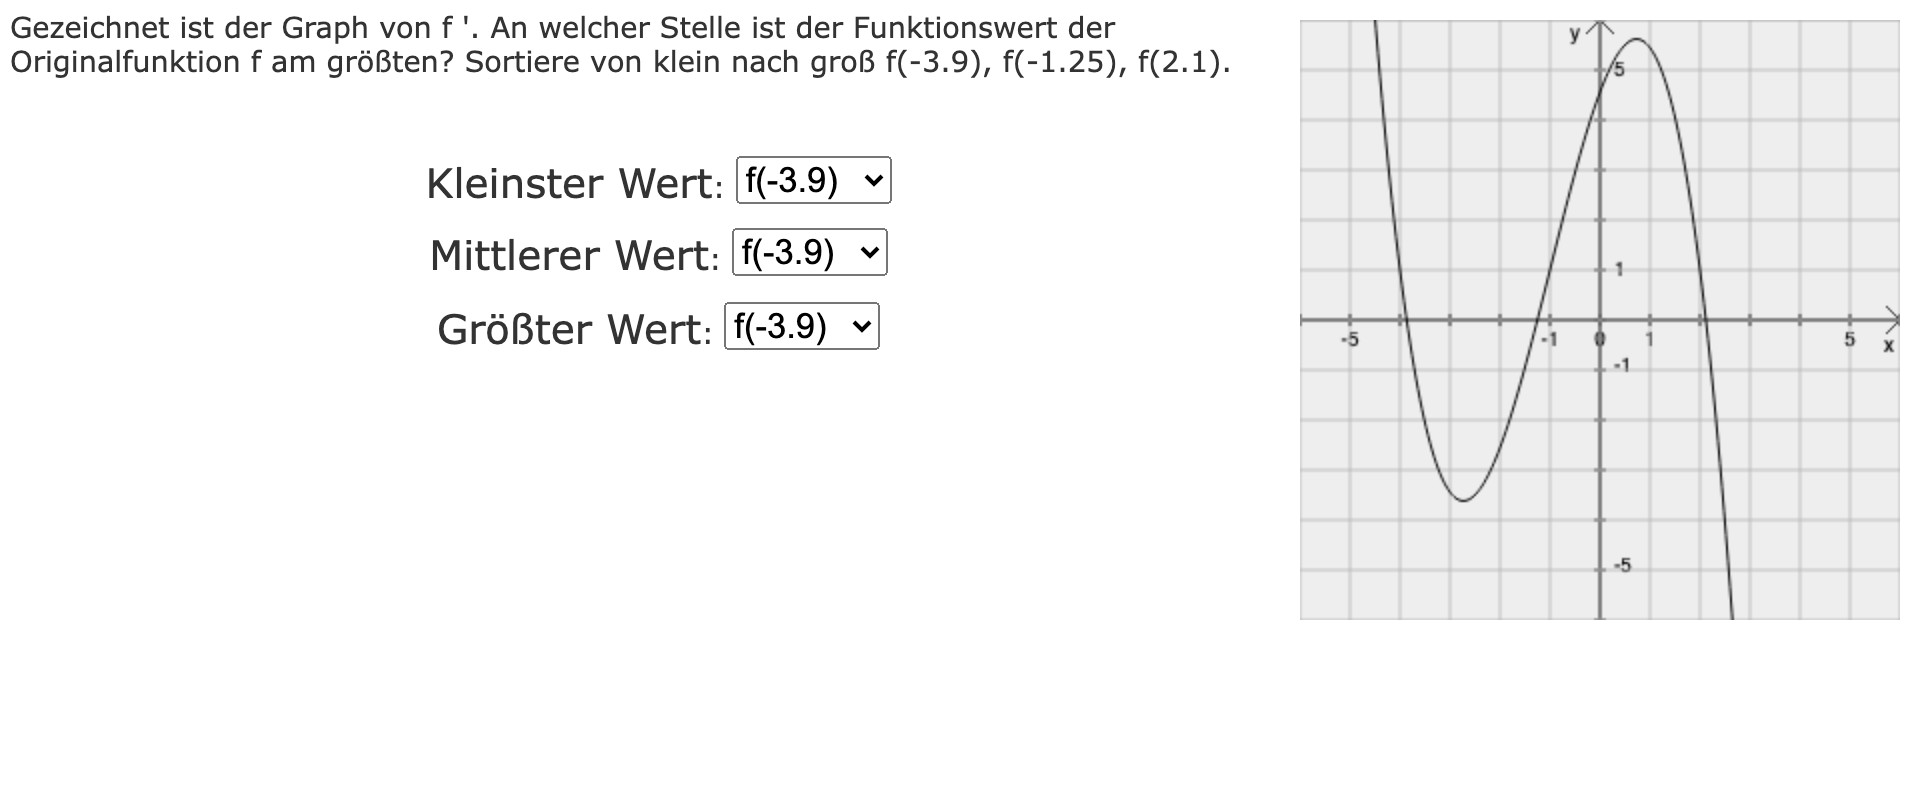 Gezeichnet ist der Graph von f '. An welcher Stelle ist der Funktionswert der
Originalfunktion f am größten? Sortiere von klein nach groß f(-3.9), f(-1.25), f(2.1).
Kleinster Wert: f(-3.9)
Mittlerer Wert: f(-3.9)
Größter Wert: f(-3.9)
y
5
1
-5 -1 0 1 5 x
-1
-5